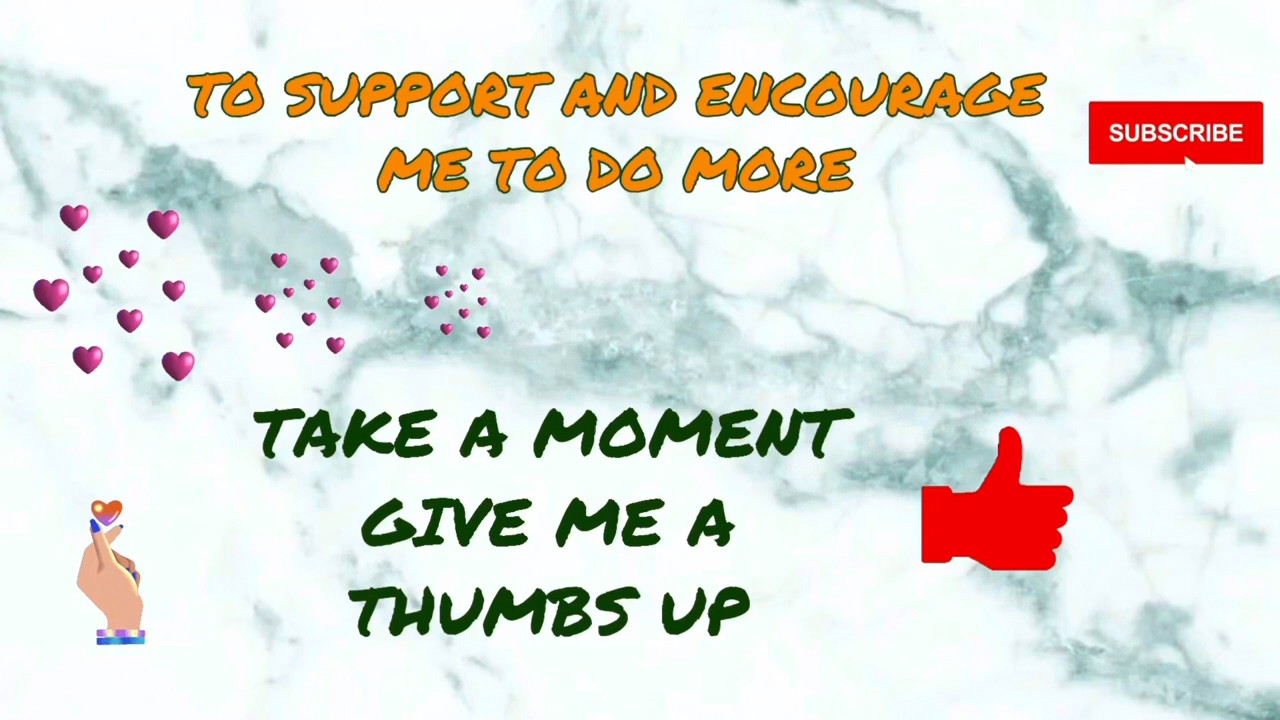 TO SUPPORT AND ENCOURAGE
ME TO DO MORE
SUBSCRIBE
TAKE A MOMENT
GIVE ME A
THUMBS UP